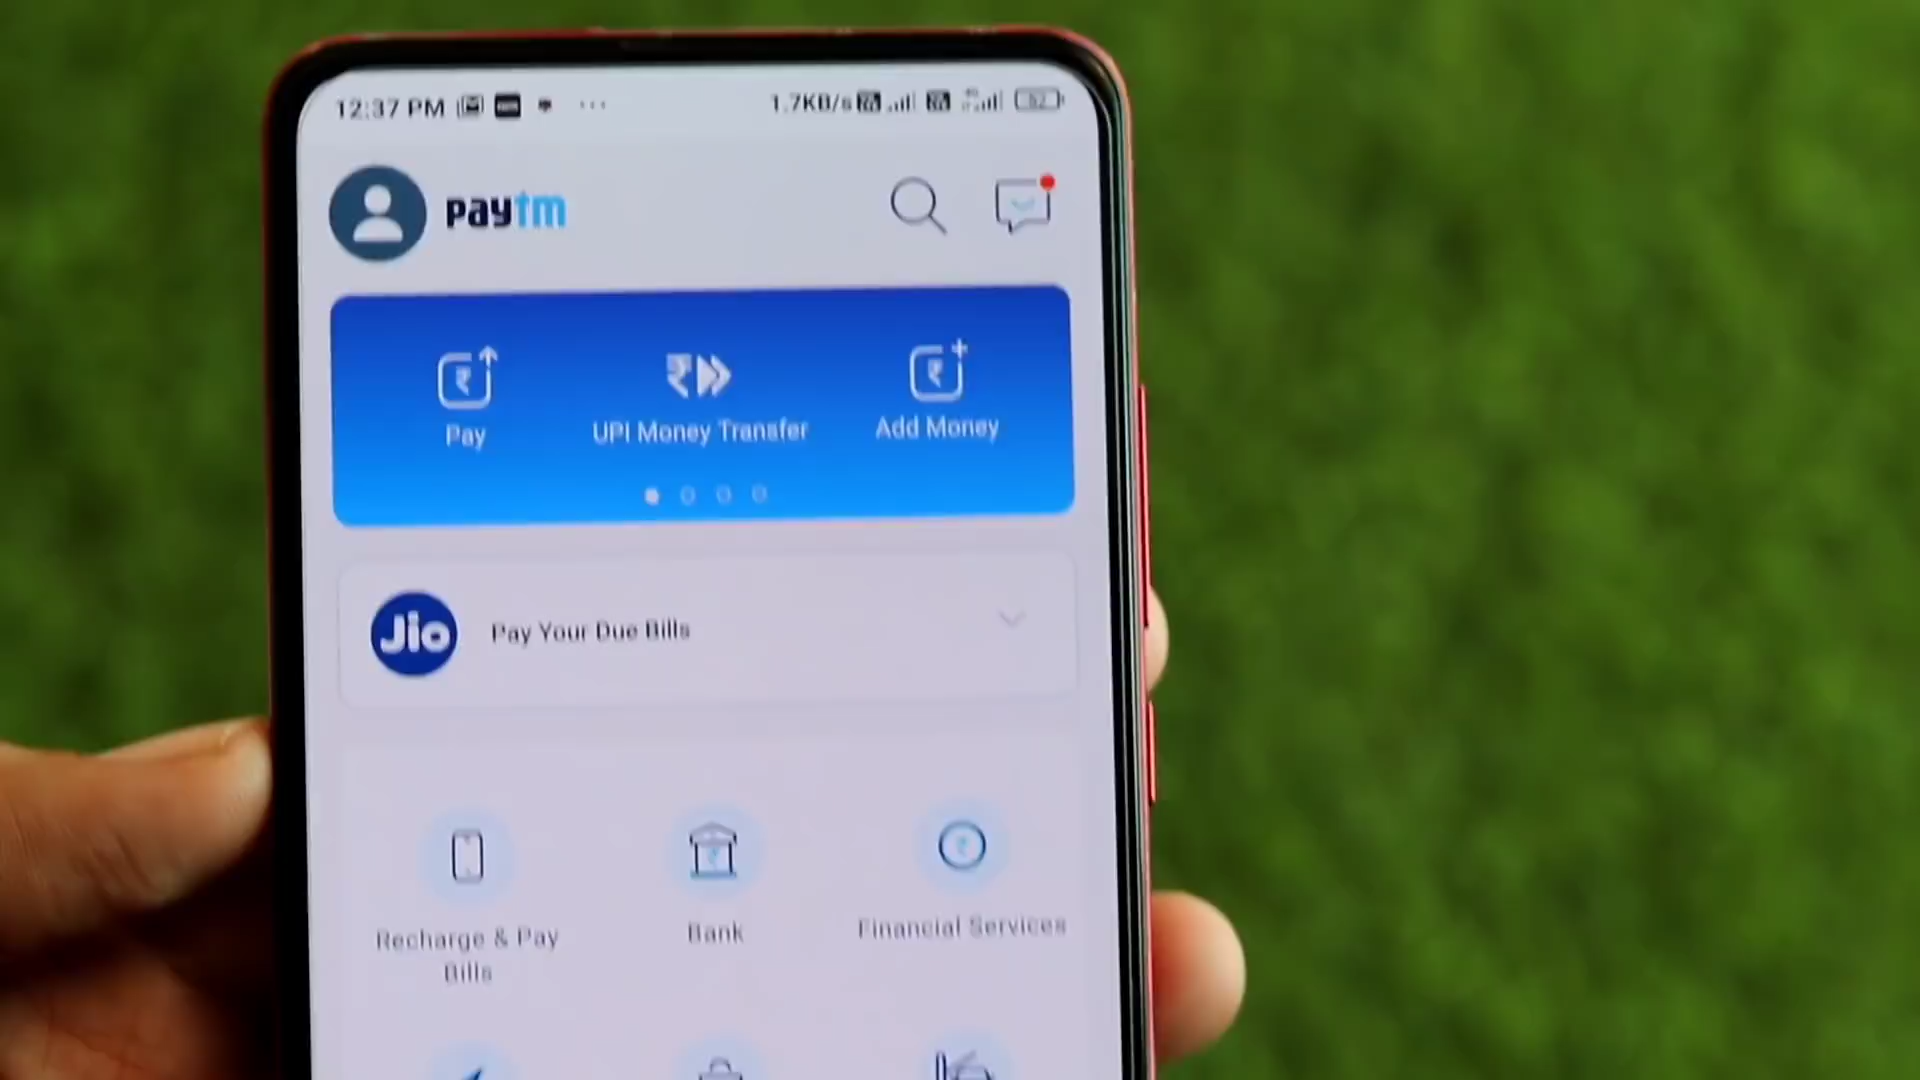 12:37 PM
1.7KB/s
52
paytm
Pay
UPI Money Transfer
Add Money
Jio
Pay Your Due Bills
Recharge & Pay
Bills
Bank
Financial Services